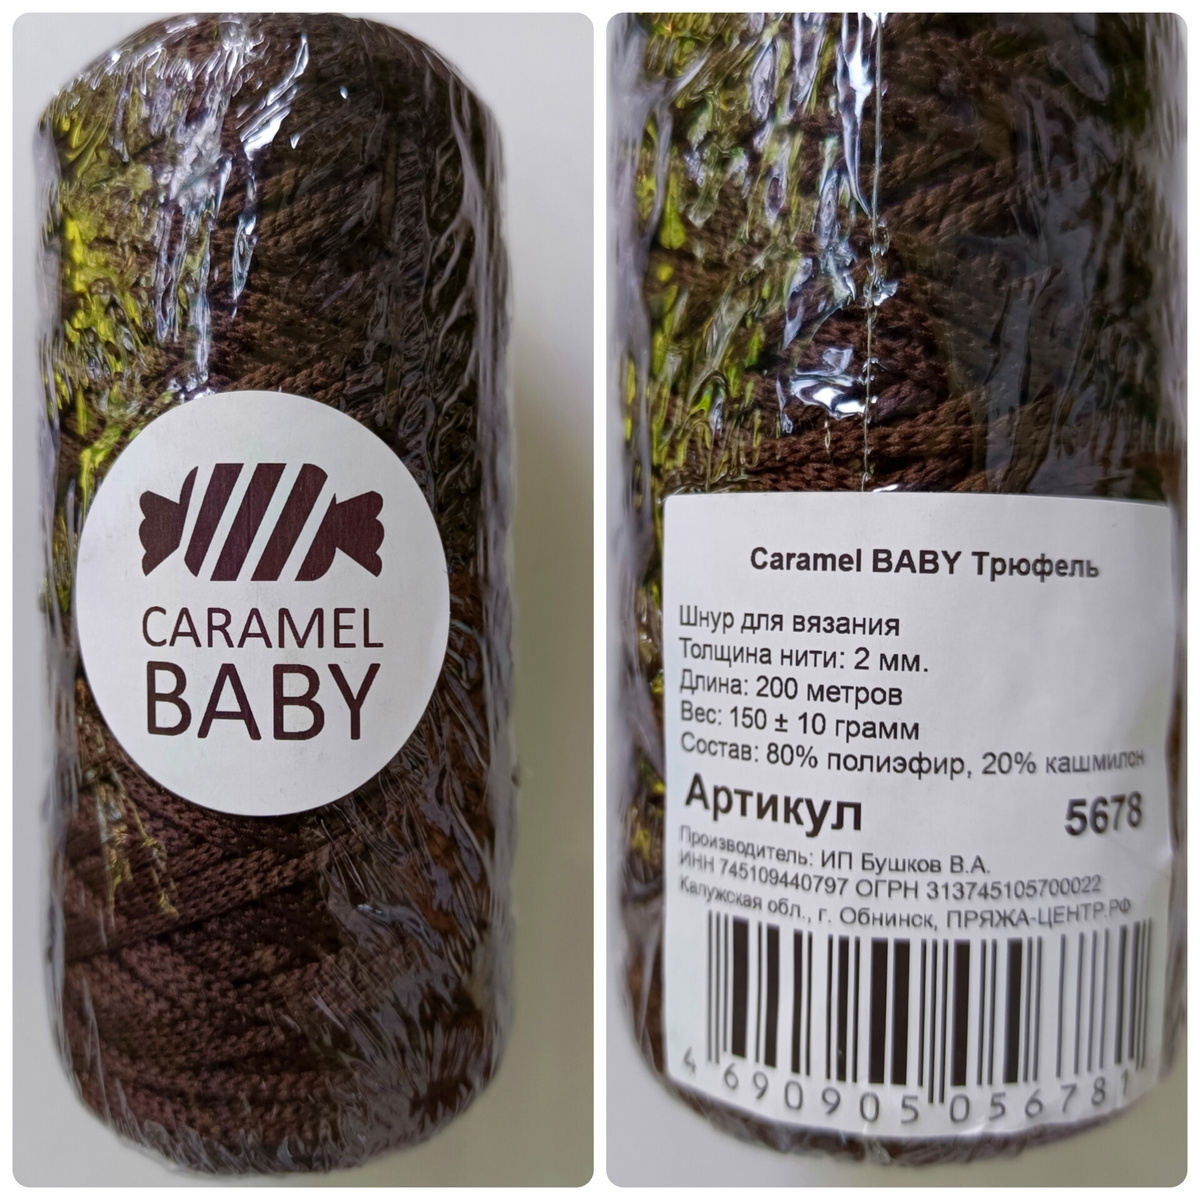 CARAMEL
BABY
Caramel BABY Трюфель
Шнур для вязания
Толщина нити: 2 мм.
Длина: 200 метров
Вес: 150 ± 10 грамм
Состав: 80% полиэфир, 20% кашмилон
Артикул 5678
Производитель: ИП Бушков В.А.
ИНН 745109440797 ОГРН 313745105700022
Калужская обл., г. Обнинск, ПРЯЖА-ЦЕНТР.РФ
4 690905 056781